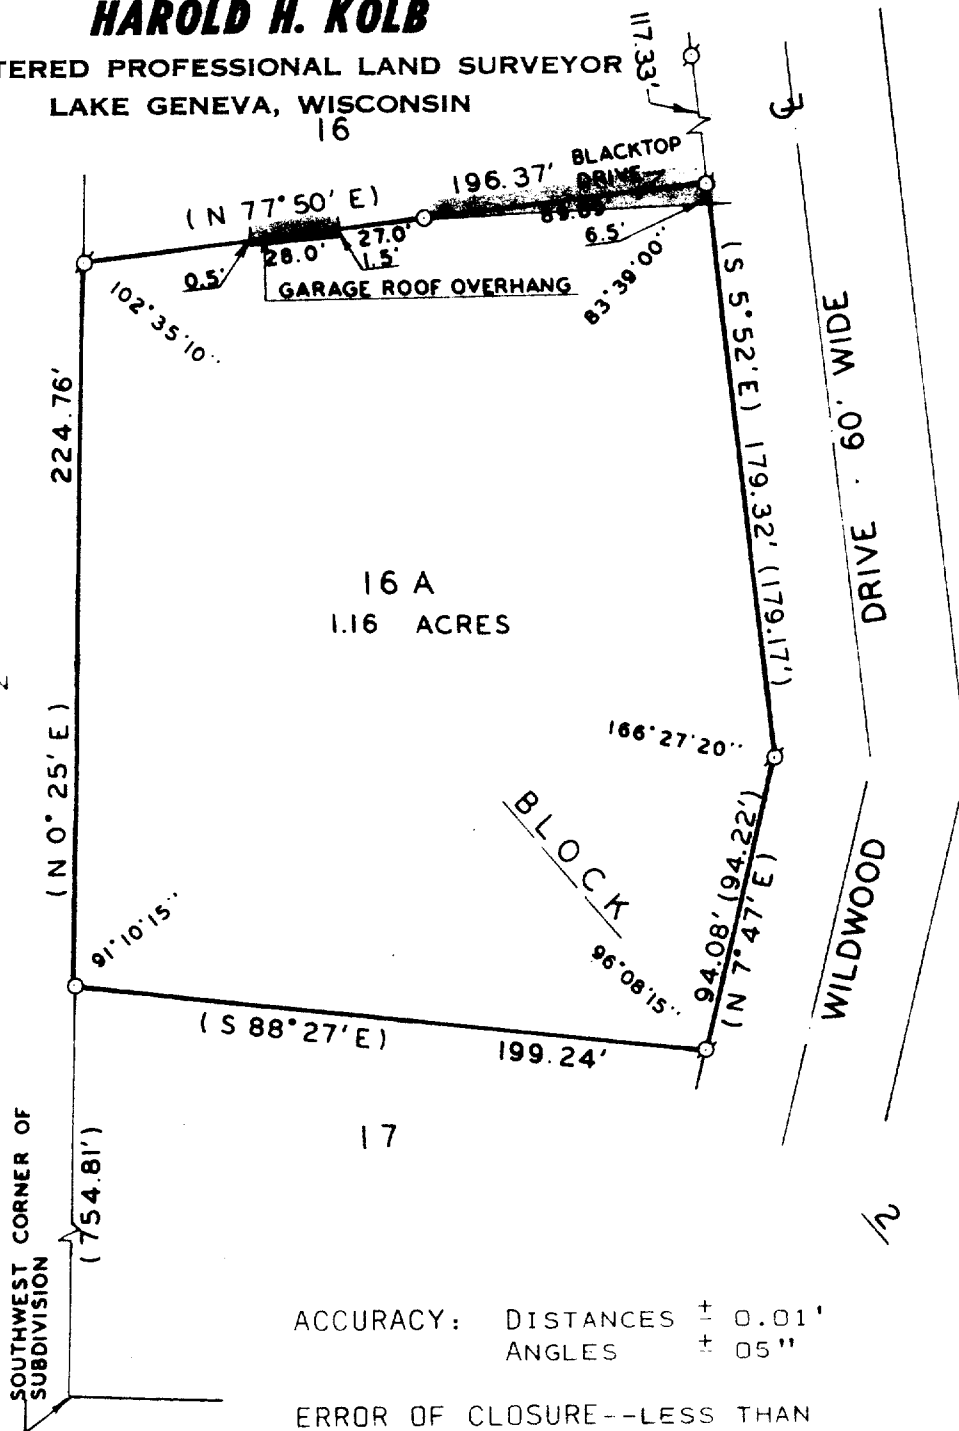 HAROLD H. KOLB
TERED PROFESSIONAL LAND SURVEYOR
LAKE GENEVA, WISCONSIN
16
117.33'
3
BLACKTOP
DRIVE
196.37'
(N 77°50' E)
27.0'
28.0'
1.5'
0.5'
6.5'
GARAGE ROOF OVERHANG
102°35'10"
83°39'00"
224.76'
(S 5°52'E) 179.32' (179.17')
DRIVE . 60' WIDE
16 A
1.16 ACRES
166°27'20"
(N 0° 25' E)
BLOCK
94.08' (94.22')
(N 7°47' E)
WILDWOOD
91°10'15"
96°08'15"
(S 88°27'E)
199.24'
17
(754.81')
SOUTHWEST CORNER OF
SUBDIVISION
2
ACCURACY: DISTANCES ± 0.01'
ANGLES ± 05"
ERROR OF CLOSURE--LESS THAN